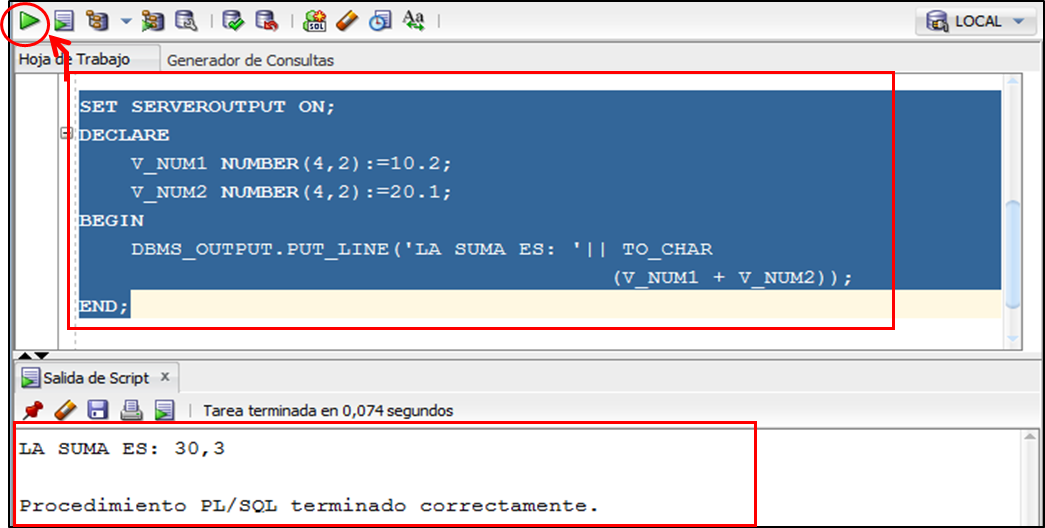 LOCAL
Hoja de Trabajo Generador de Consultas
SET SERVEROUTPUT ON;
DECLARE
V_NUM1 NUMBER(4,2):=10.2;
V_NUM2 NUMBER(4,2):=20.1;
BEGIN
DBMS_OUTPUT.PUT_LINE('LA SUMA ES: '|| TO_CHAR
(V_NUM1 + V_NUM2));
END;
Salida de Script x
Tarea terminada en 0,074 segundos
LA SUMA ES: 30,3
Procedimiento PL/SQL terminado correctamente.